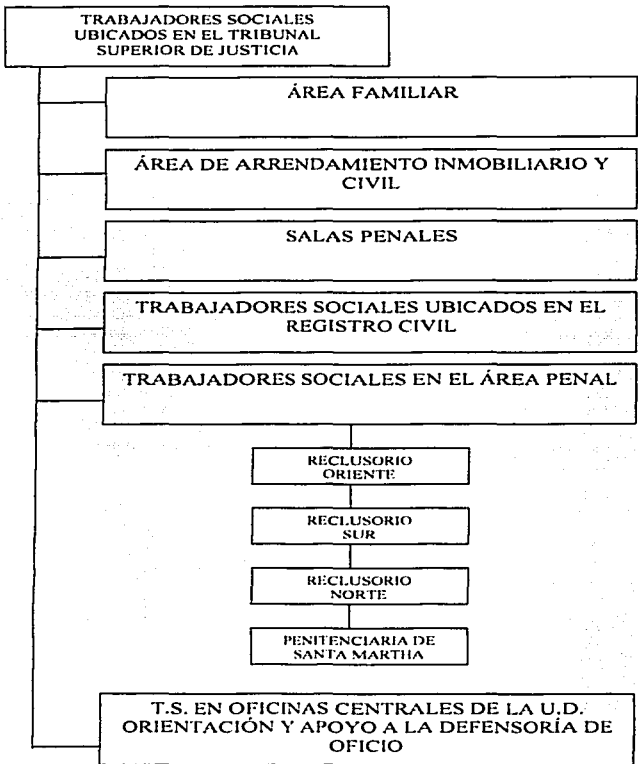 TRABAJADORES SOCIALES
UBICADOS EN EL TRIBUNAL
SUPERIOR DE JUSTICIA
ÁREA FAMILIAR
ÁREA DE ARRENDAMIENTO INMOBILIARIO Y
CIVIL
SALAS PENALES
TRABAJADORES SOCIALES UBICADOS EN EL
REGISTRO CIVIL
TRABAJADORES SOCIALES EN EL ÁREA PENAL
RECLUSORIO
ORIENTE
RECLUSORIO
SUR
RECLUSORIO
NORTE
PENITENCIARIA DE
SANTA MARTHA
T.S. EN OFICINAS CENTRALES DE LA U.D.
ORIENTACIÓN Y APOYO A LA DEFENSORÍA DE
OFICIO